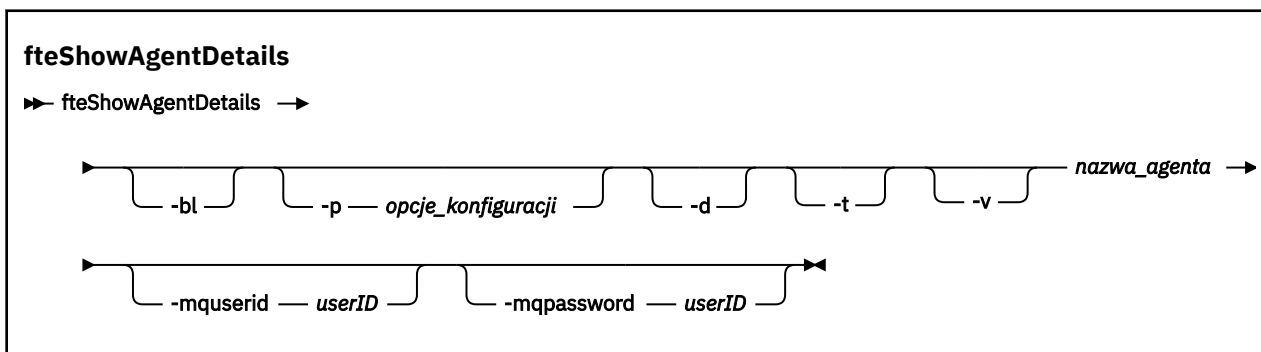 fteShowAgentDetails
fteShowAgentDetails
nazwa_agenta
-bl -p opcje_konfiguracji -d -t -v
-mquserid userID -mqpassword userID